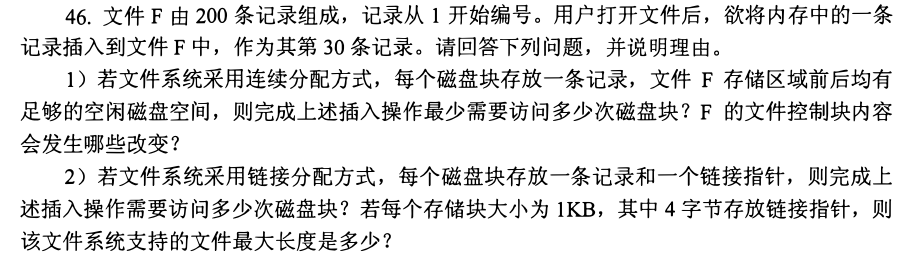 46. 文件 F 由 200 条记录组成，记录从 1 开始编号。用户打开文件后，欲将内存中的一条
记录插入到文件 F 中，作为其第 30 条记录。请回答下列问题，并说明理由。
1）若文件系统采用连续分配方式，每个磁盘块存放一条记录，文件 F 存储区域前后均有
足够的空闲磁盘空间，则完成上述插入操作最少需要访问多少次磁盘块？F 的文件控制块内容
会发生哪些改变？
2）若文件系统采用链接分配方式，每个磁盘块存放一条记录和一个链接指针，则完成上
述插入操作需要访问多少次磁盘块？若每个存储块大小为 1KB，其中 4 字节存放链接指针，则
该文件系统支持的文件最大长度是多少？